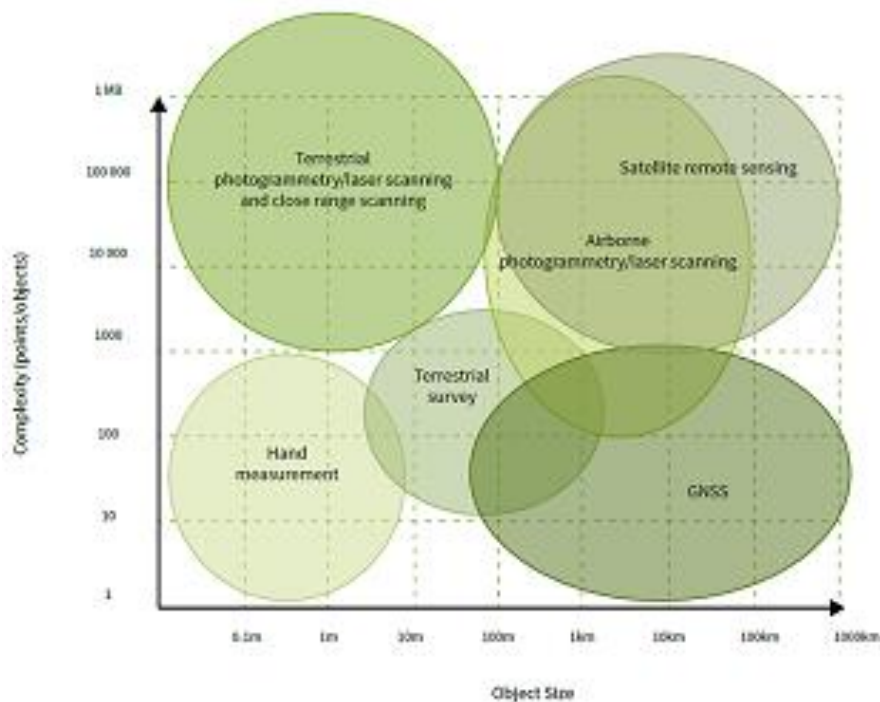 1 MB
100 000
10 000
1000
100
10
1
Complexity (points/objects)
Terrestrial
photogrammetry/laser scanning
and close range scanning
Satellite remote sensing
Airborne
photogrammetry/laser scanning
Terrestrial
survey
Hand
measurement
GNSS
0.1m
1m
10m
100m
1km
10km
100km
1000km
Object Size